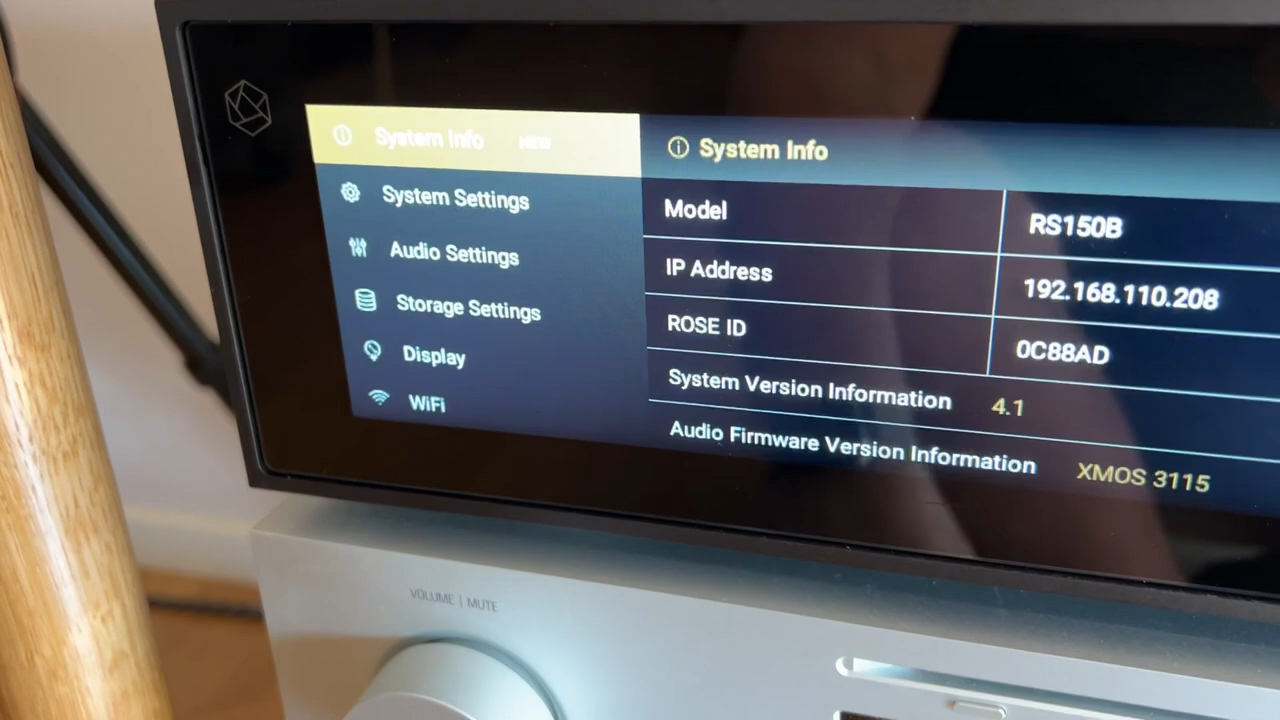 System Info NEW
System Settings
Audio Settings
Storage Settings
Display
WiFi
System Info
Model RS150B
IP Address 192.168.110.208
ROSE ID 0C88AD
System Version Information 4.1
Audio Firmware Version Information XMOS 3115
VOLUME | MUTE